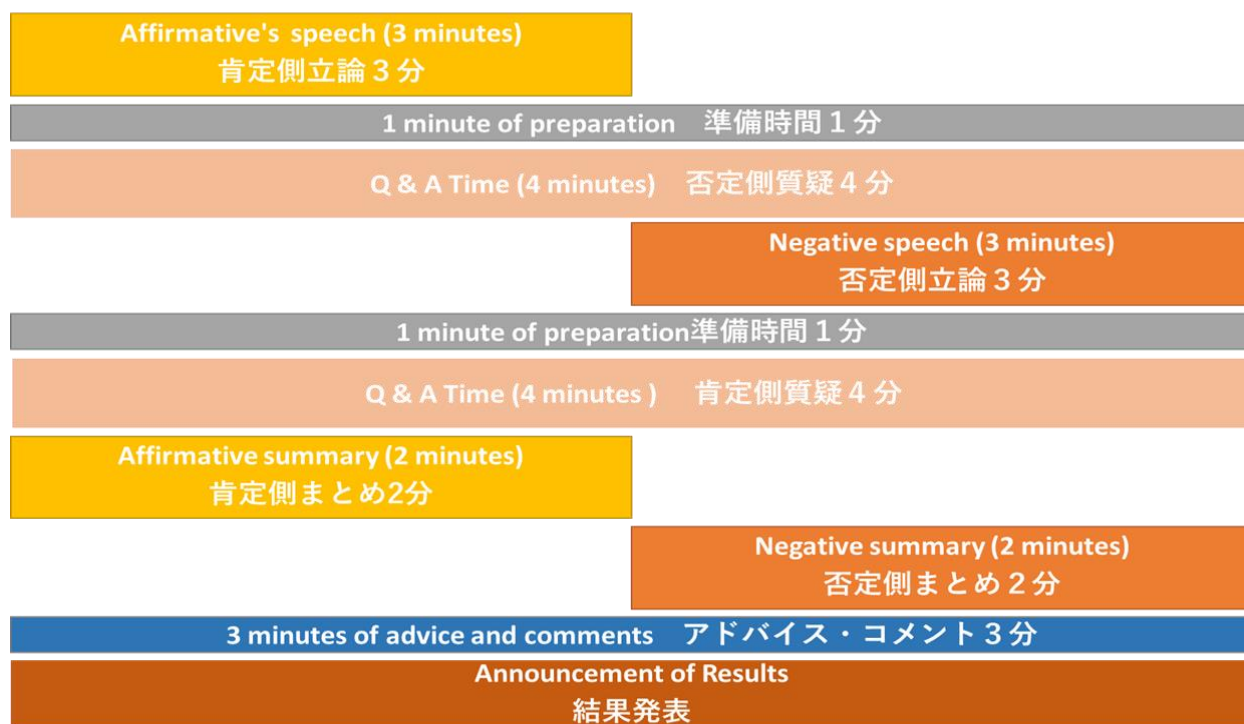 Affirmative's speech (3 minutes)
肯定側立論３分
1 minute of preparation 準備時間１分
Q & A Time (4 minutes) 否定側質疑４分
Negative speech (3 minutes)
否定側立論３分
1 minute of preparation準備時間１分
Q & A Time (4 minutes ) 肯定側質疑４分
Affirmative summary (2 minutes)
肯定側まとめ2分
Negative summary (2 minutes)
否定側まとめ２分
3 minutes of advice and comments アドバイス・コメント３分
Announcement of Results
結果発表